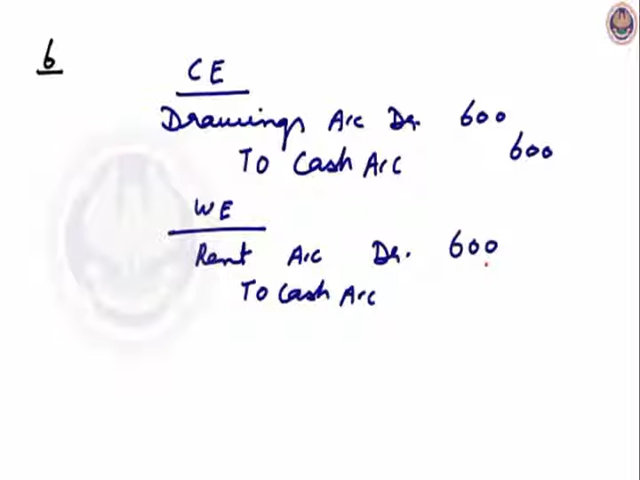 6
CE
Drawings A/c Dr. 600
To Cash A/c 600
WE
Rent A/c Dr. 600
To Cash A/c